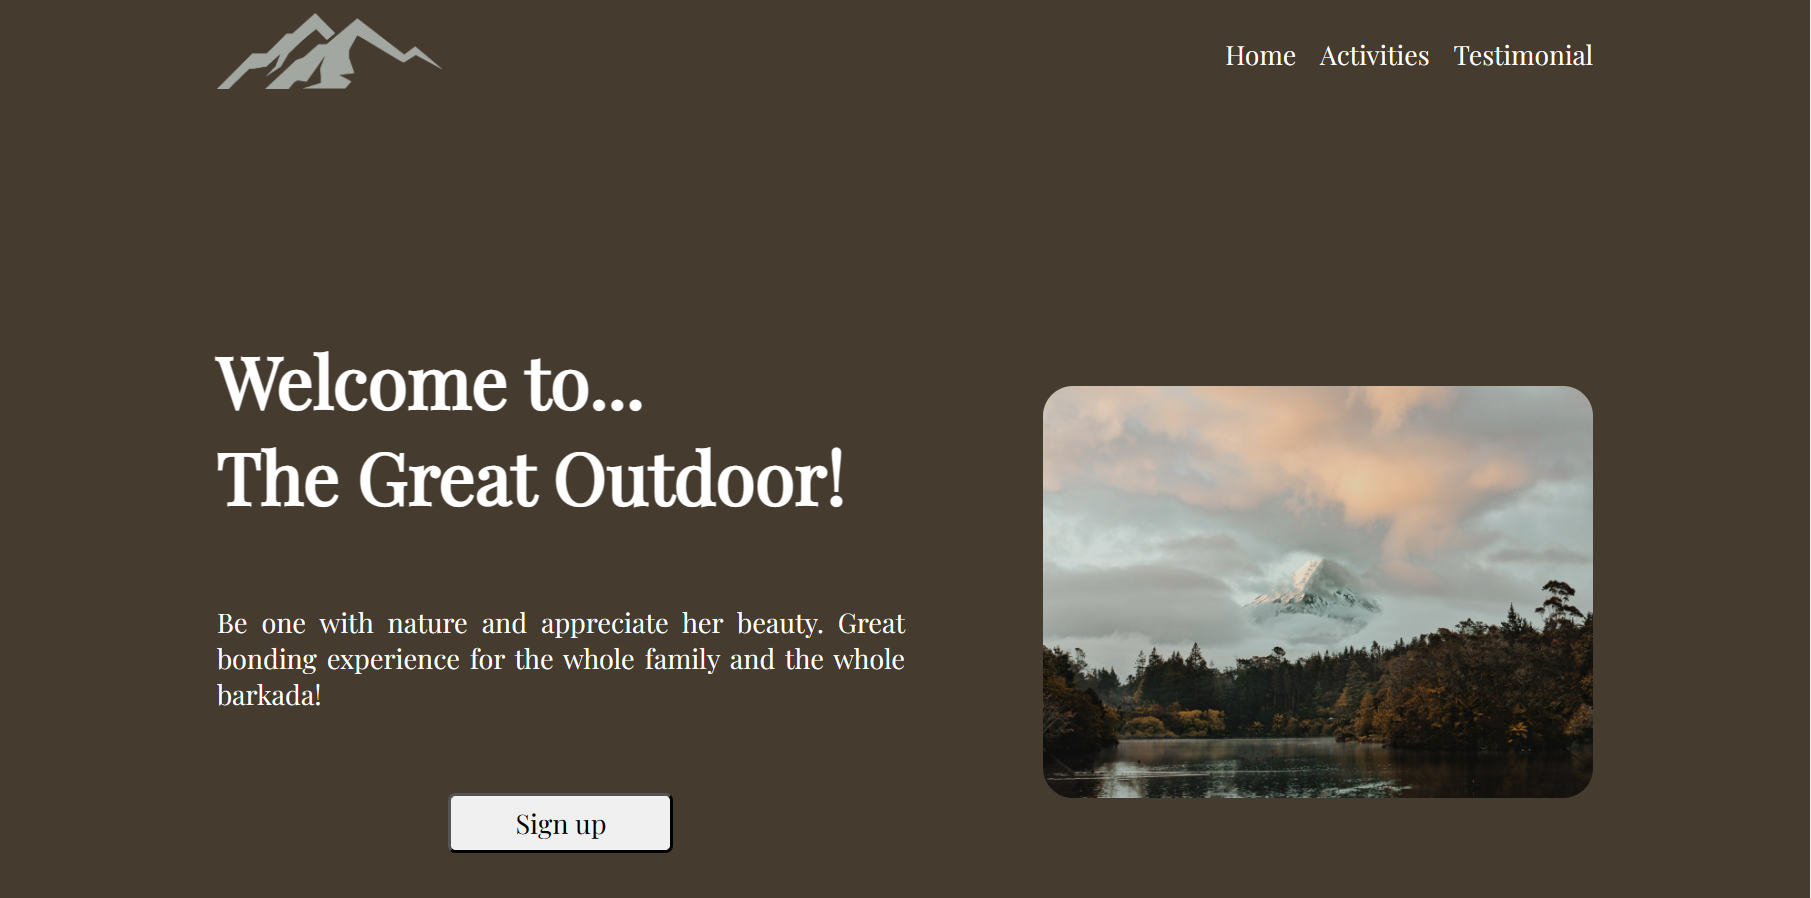 Home Activities Testimonial
Welcome to...
The Great Outdoor!
Be one with nature and appreciate her beauty. Great
bonding experience for the whole family and the whole
barkada!
Sign up